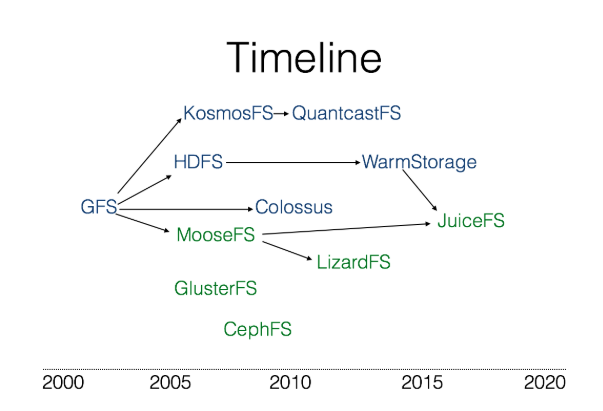 Timeline
KosmosFS QuantcastFS
HDFS WarmStorage
GFS Colossus
MooseFS JuiceFS
LizardFS
GlusterFS
CephFS
2000 2005 2010 2015 2020